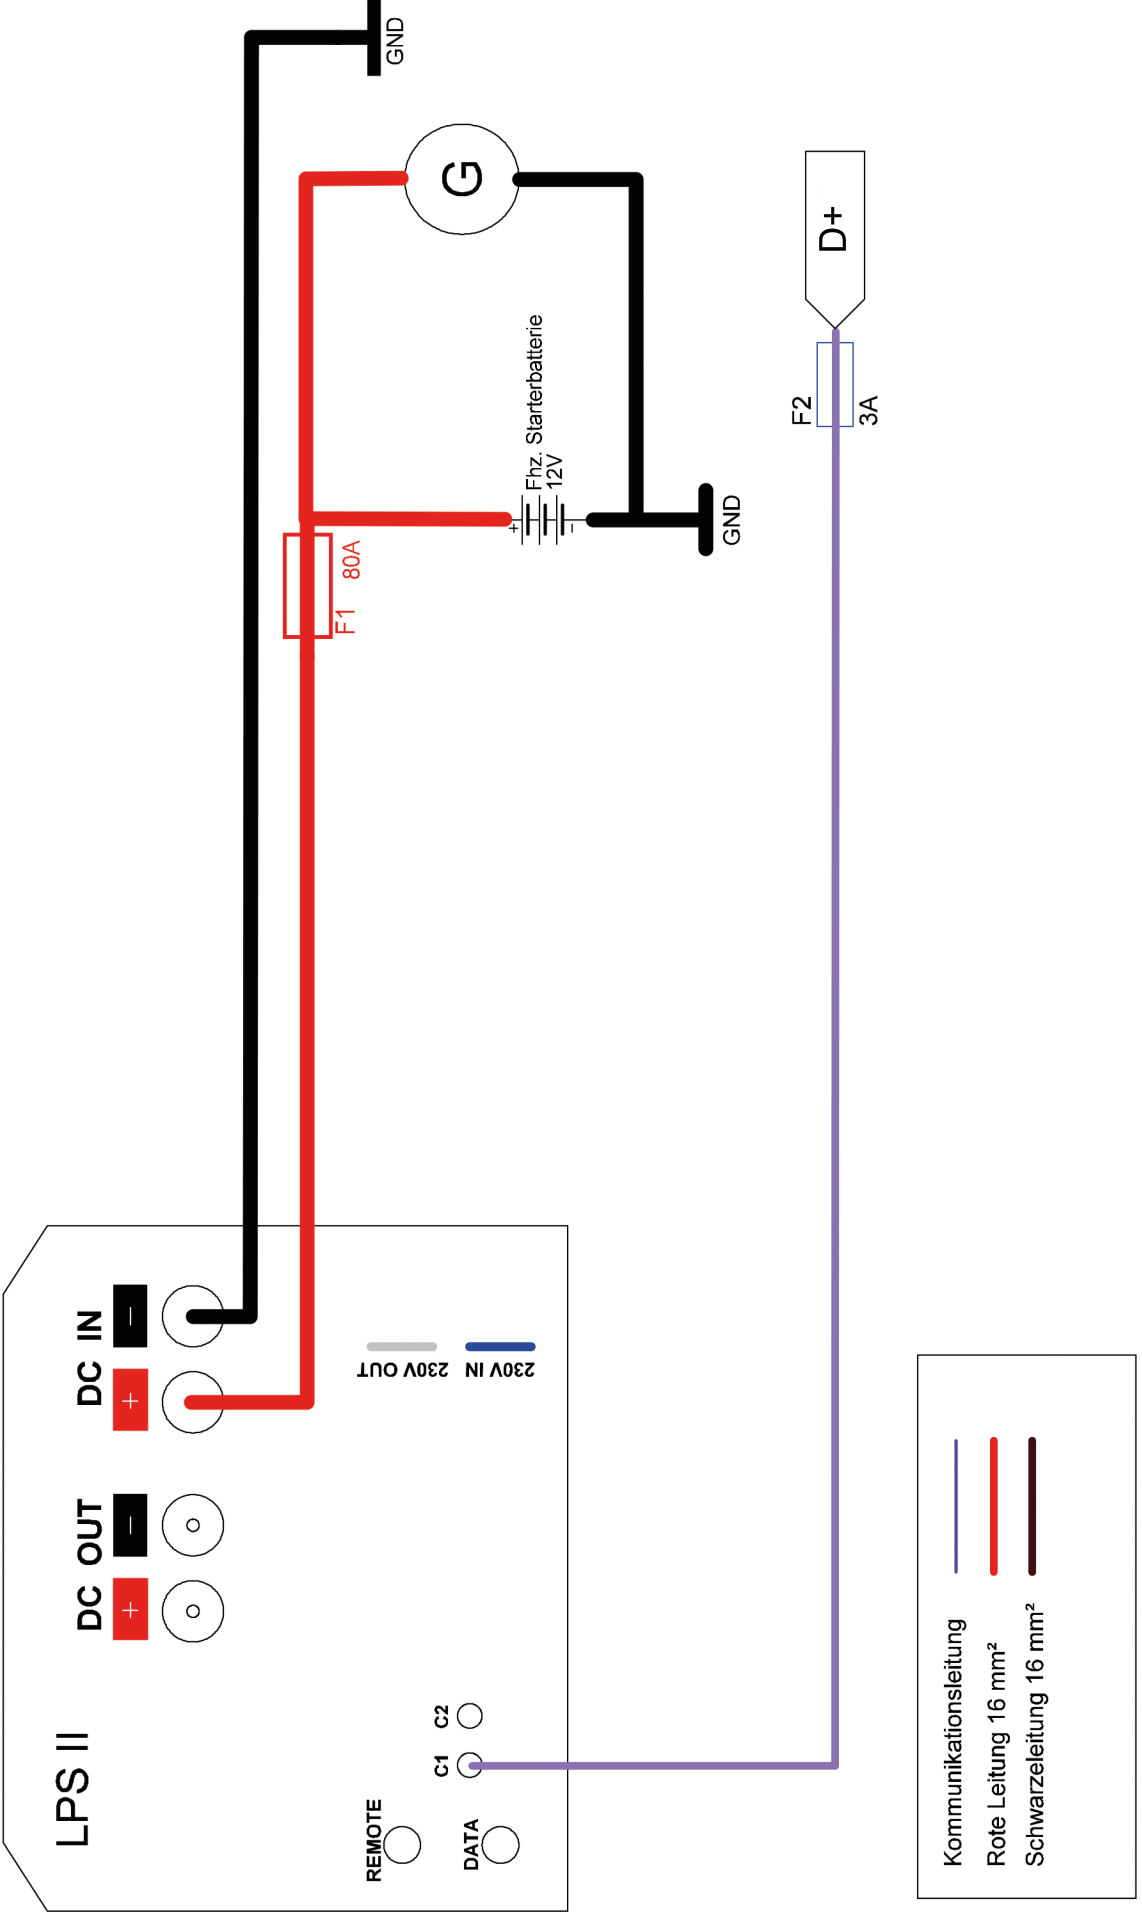 LPS II
DC OUT
DC IN
+
−
+
−
REMOTE
DATA
C1
C2
230V OUT
230V IN
F1
80A
GND
G
+
-
Fhz. Starterbatterie
12V
GND
F2
3A
D+
Kommunikationsleitung
Rote Leitung 16 mm²
Schwarzeleitung 16 mm²